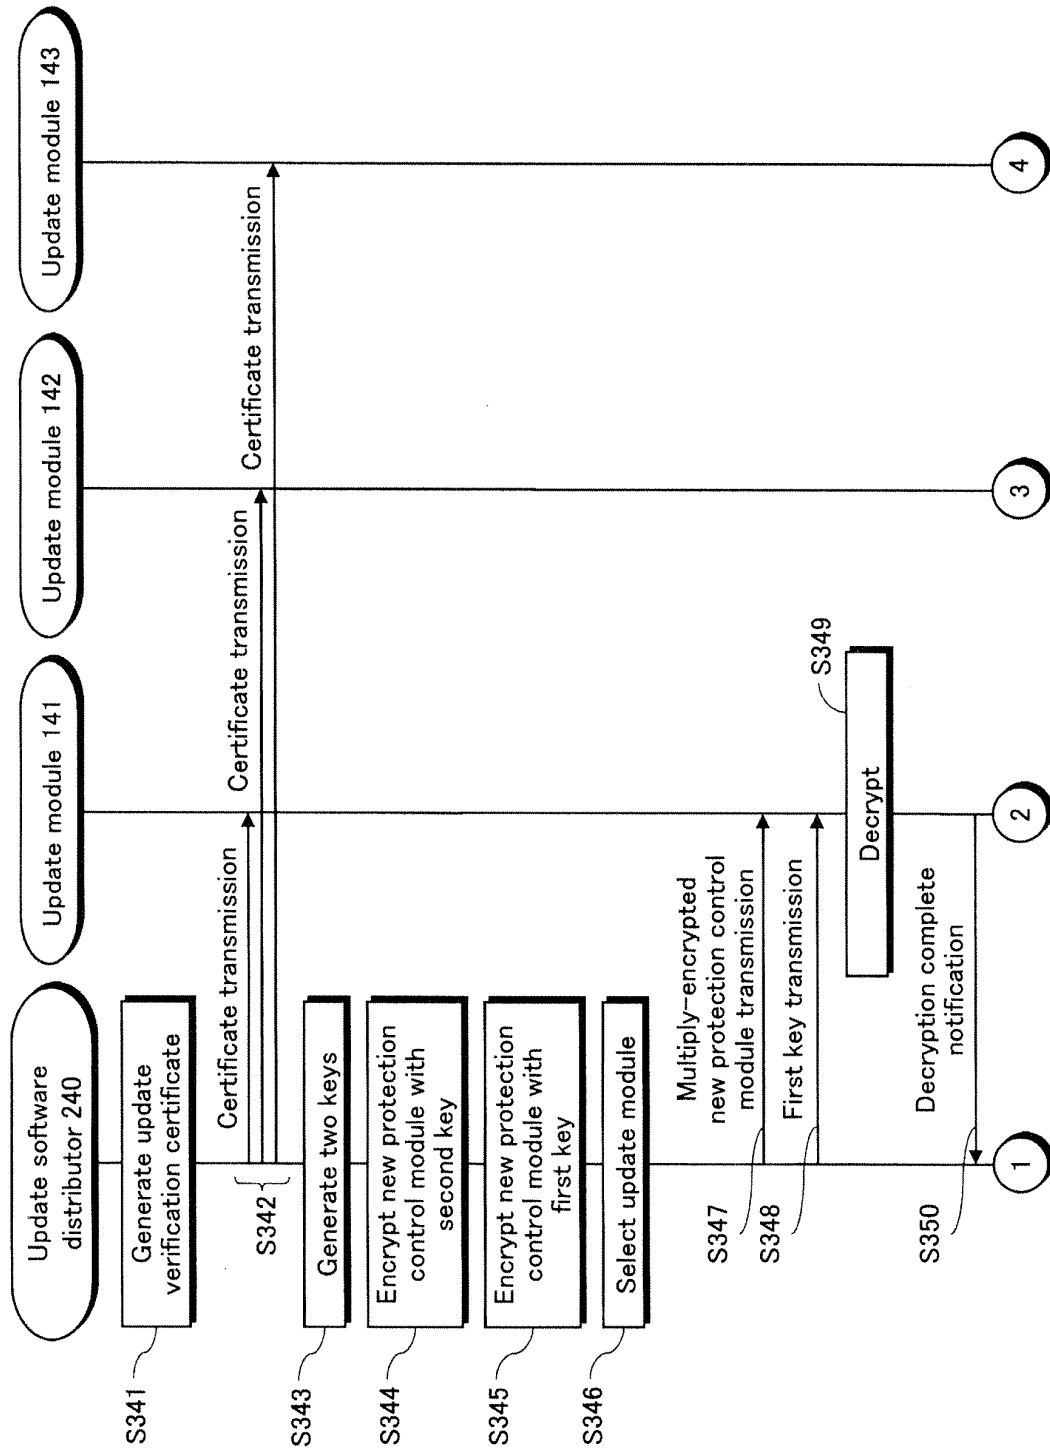 Update software
distributor 240
Update module 141
Update module 142
Update module 143
S341
Generate update
verification certificate
S342
Certificate transmission
Certificate transmission
Certificate transmission
S343
Generate two keys
S344
Encrypt new protection
control module with
second key
S345
Encrypt new protection
control module with
first key
S346
Select update module
S347
Multiply-encrypted
new protection control
module transmission
S348
First key transmission
S349
Decrypt
S350
Decryption complete
notification
1
2
3
4